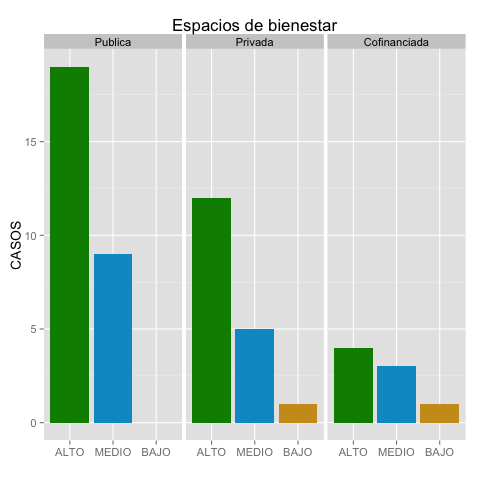 Espacios de bienestar
Publica Privada Cofinanciada
CASOS
15
10
5
0
ALTO MEDIO BAJO ALTO MEDIO BAJO ALTO MEDIO BAJO